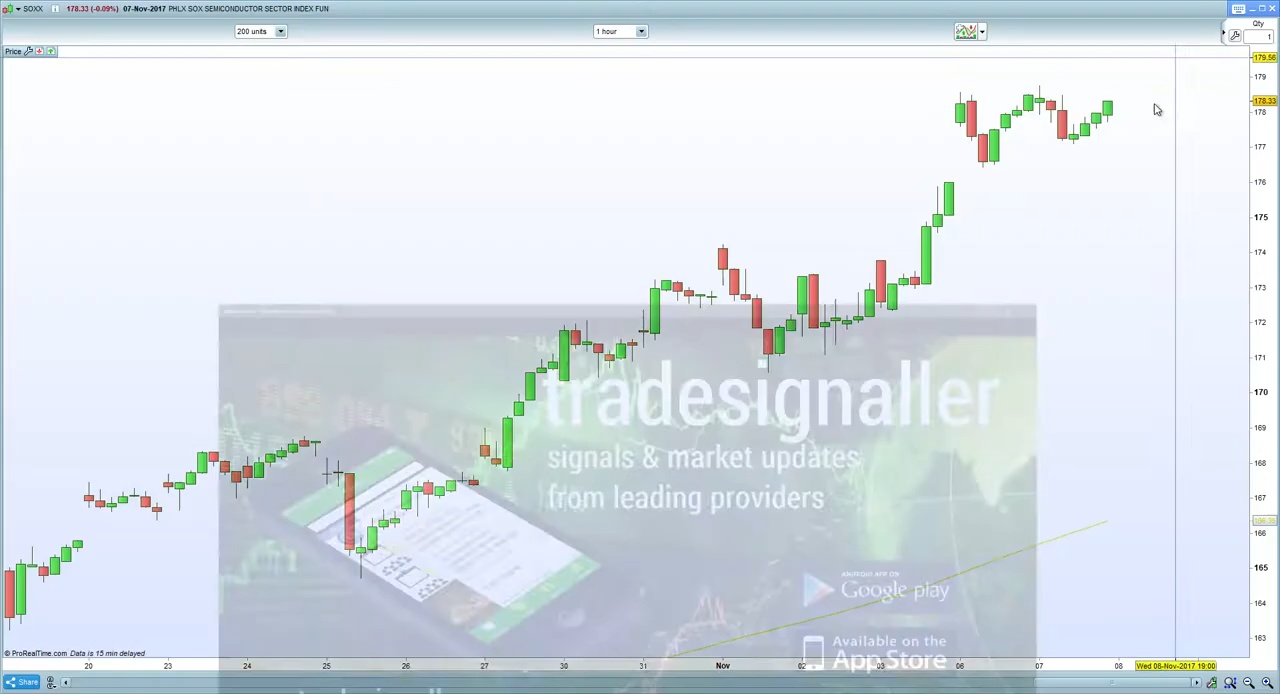 SOXX 178.33 (-0.09%) 07-Nov-2017 PHLX SOX SEMICONDUCTOR SECTOR INDEX FUN
200 units
1 hour
Qty
1
Price
179.56
179
178.33
178
177
176
175
174
173
172
171
170
169
168
167
166
165
164
163
tradesignaller
signals & market updates
from leading providers
ANDROID APP ON
Google play
Available on the
App Store
© ProRealTime.com Data is 15 min delayed
20 23 24 25 26 27 30 31 Nov 02 03 06 07 08
Wed 08-Nov-2017 19:00
Share